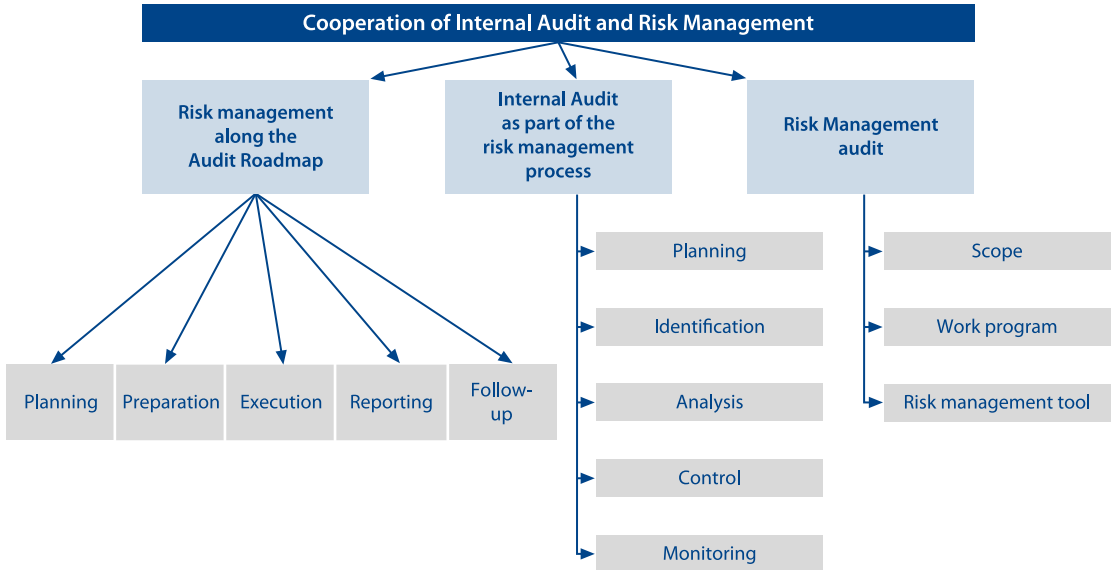 Cooperation of Internal Audit and Risk Management
Risk management
along the
Audit Roadmap
Internal Audit
as part of the
risk management
process
Risk Management
audit
Planning
Preparation
Execution
Reporting
Follow-
up
Planning
Identification
Analysis
Control
Monitoring
Scope
Work program
Risk management tool